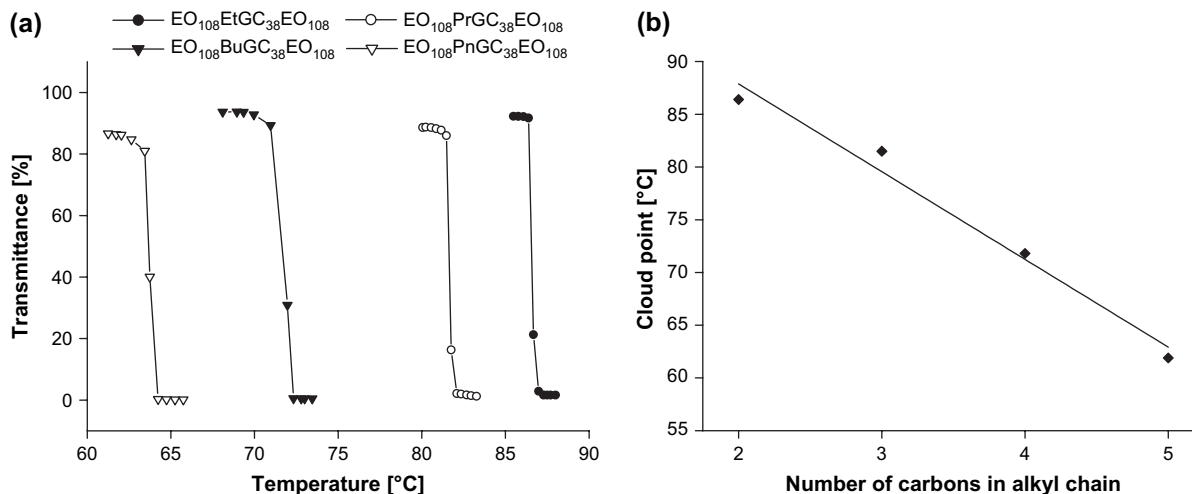 (a)
EO₁₀₈EtGC₃₈EO₁₀₈ EO₁₀₈PrGC₃₈EO₁₀₈
EO₁₀₈BuGC₃₈EO₁₀₈ EO₁₀₈PnGC₃₈EO₁₀₈
100
80
60
40
20
0
Transmittance [%]
60 65 70 75 80 85 90
Temperature [°C]
(b)
90
85
80
75
70
65
60
55
Cloud point [°C]
2 3 4 5
Number of carbons in alkyl chain